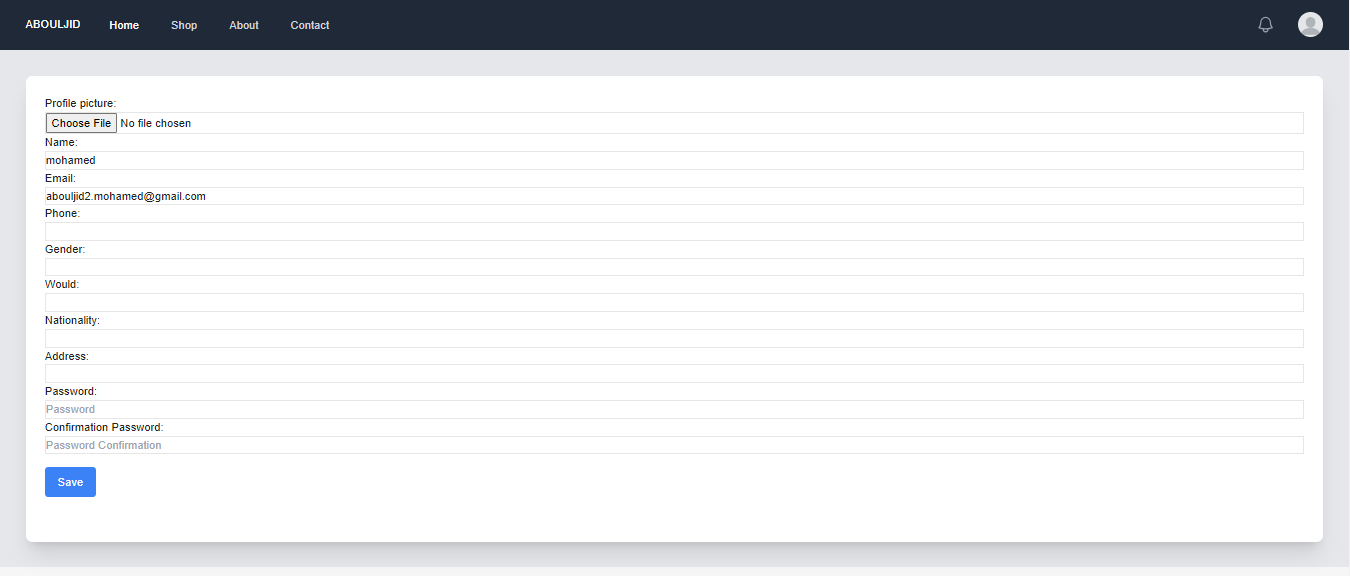 ABOULJID Home Shop About Contact
Profile picture:
Choose File No file chosen
Name:
mohamed
Email:
abouljid2.mohamed@gmail.com
Phone:
Gender:
Would:
Nationality:
Address:
Password:
Password
Confirmation Password:
Password Confirmation
Save